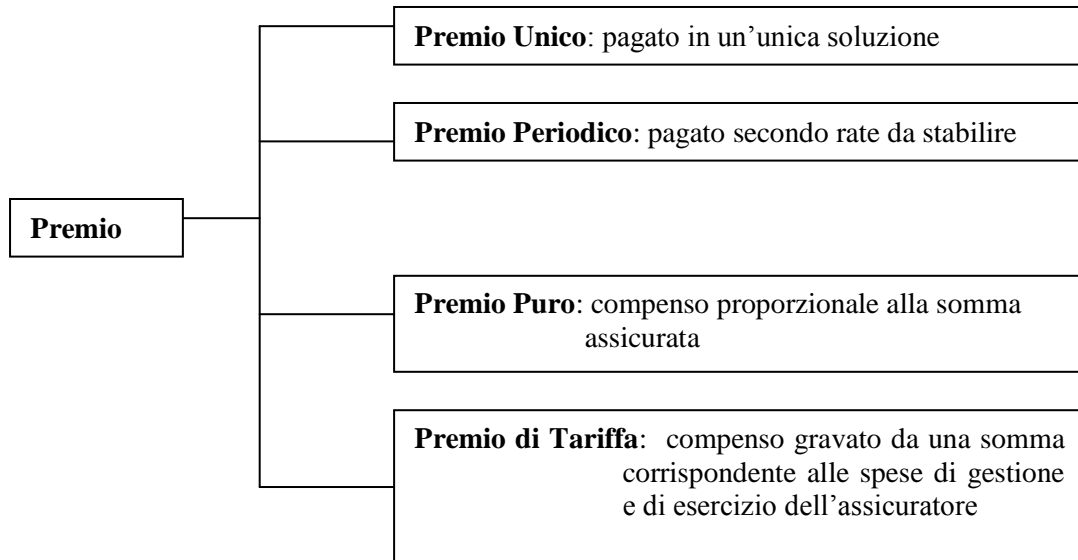 Premio Unico: pagato in un’unica soluzione
Premio Periodico: pagato secondo rate da stabilire
Premio
Premio Puro: compenso proporzionale alla somma
assicurata
Premio di Tariffa: compenso gravato da una somma
corrispondente alle spese di gestione
e di esercizio dell’assicuratore